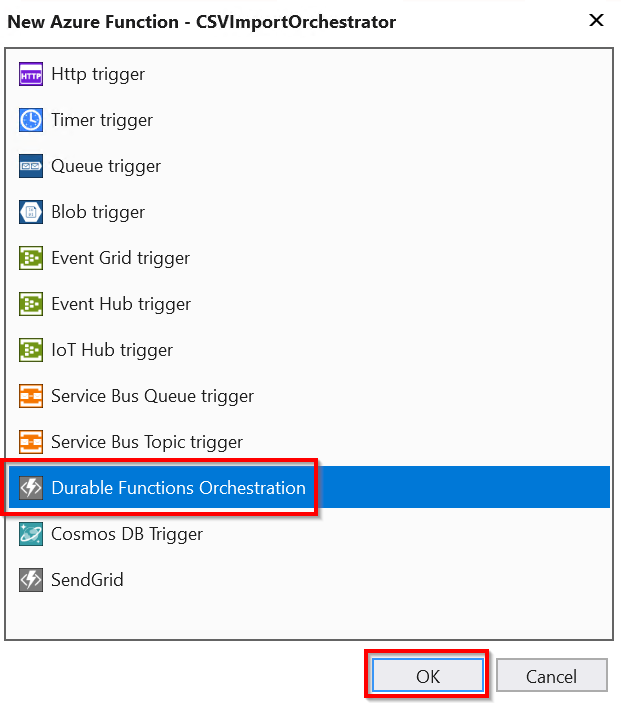 New Azure Function - CSVImportOrchestrator
HTTP Http trigger
Timer trigger
Queue trigger
Blob trigger
Event Grid trigger
Event Hub trigger
IoT Hub trigger
Service Bus Queue trigger
Service Bus Topic trigger
Durable Functions Orchestration
Cosmos DB Trigger
SendGrid
OK Cancel